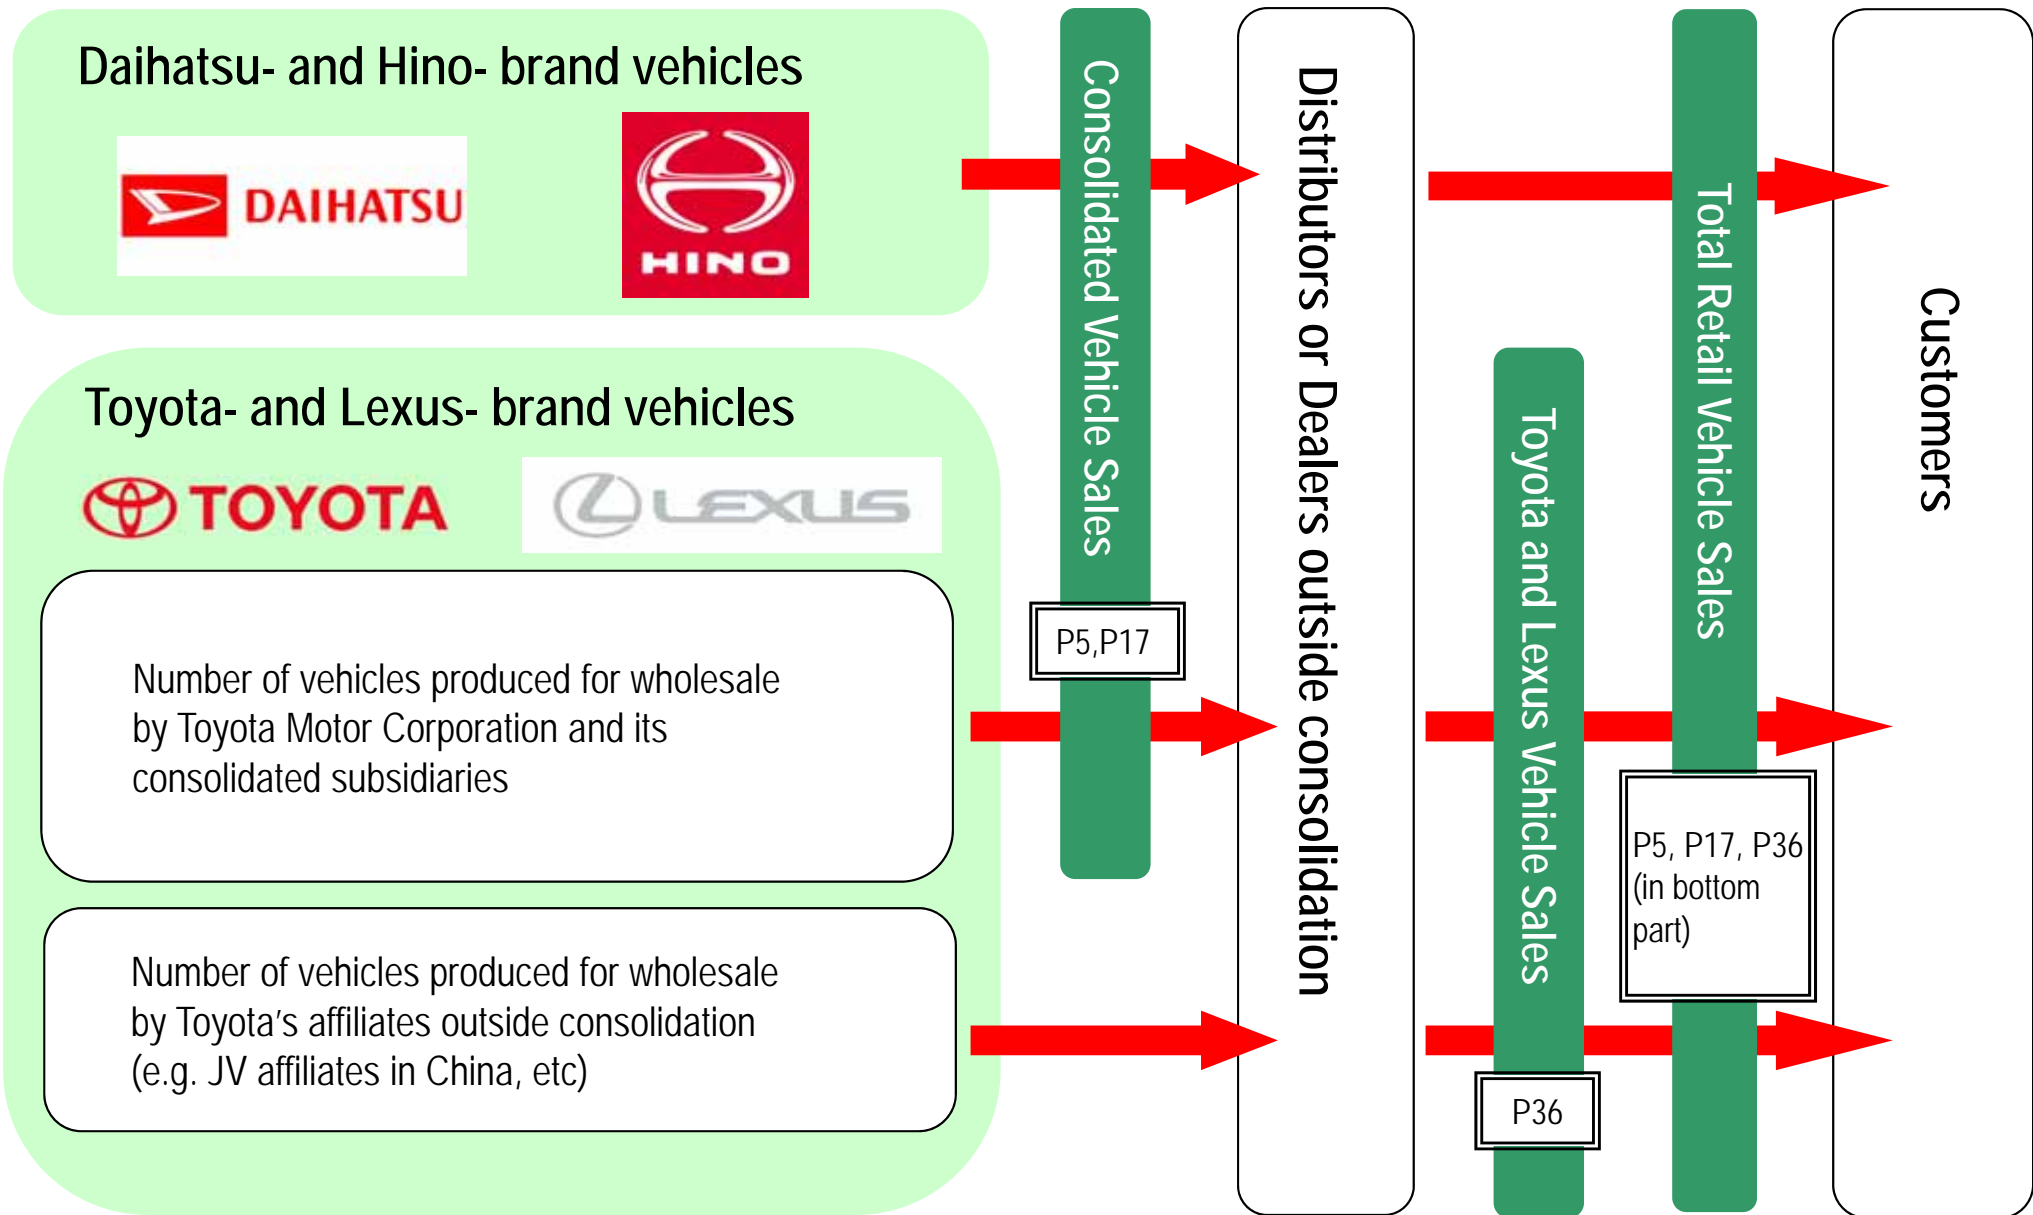 Daihatsu- and Hino- brand vehicles
DAIHATSU
HINO
Toyota- and Lexus- brand vehicles
TOYOTA
LEXUS
Number of vehicles produced for wholesale
by Toyota Motor Corporation and its
consolidated subsidiaries
Number of vehicles produced for wholesale
by Toyota’s affiliates outside consolidation
(e.g. JV affiliates in China, etc)
Consolidated Vehicle Sales
P5,P17
Distributors or Dealers outside consolidation
Toyota and Lexus Vehicle Sales
P36
Total Retail Vehicle Sales
P5, P17, P36
(in bottom
part)
Customers